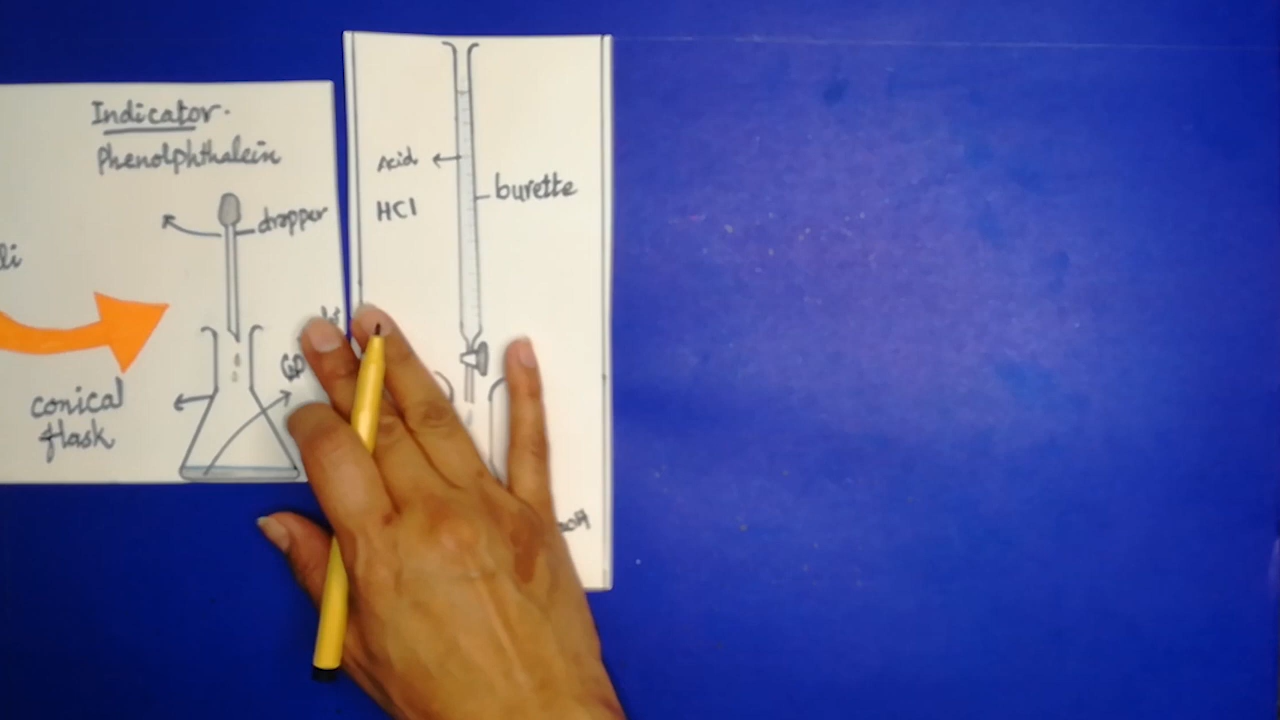 Indicator.
Phenolphthalein
dropper
conical
flask
Acid
HCl
burette